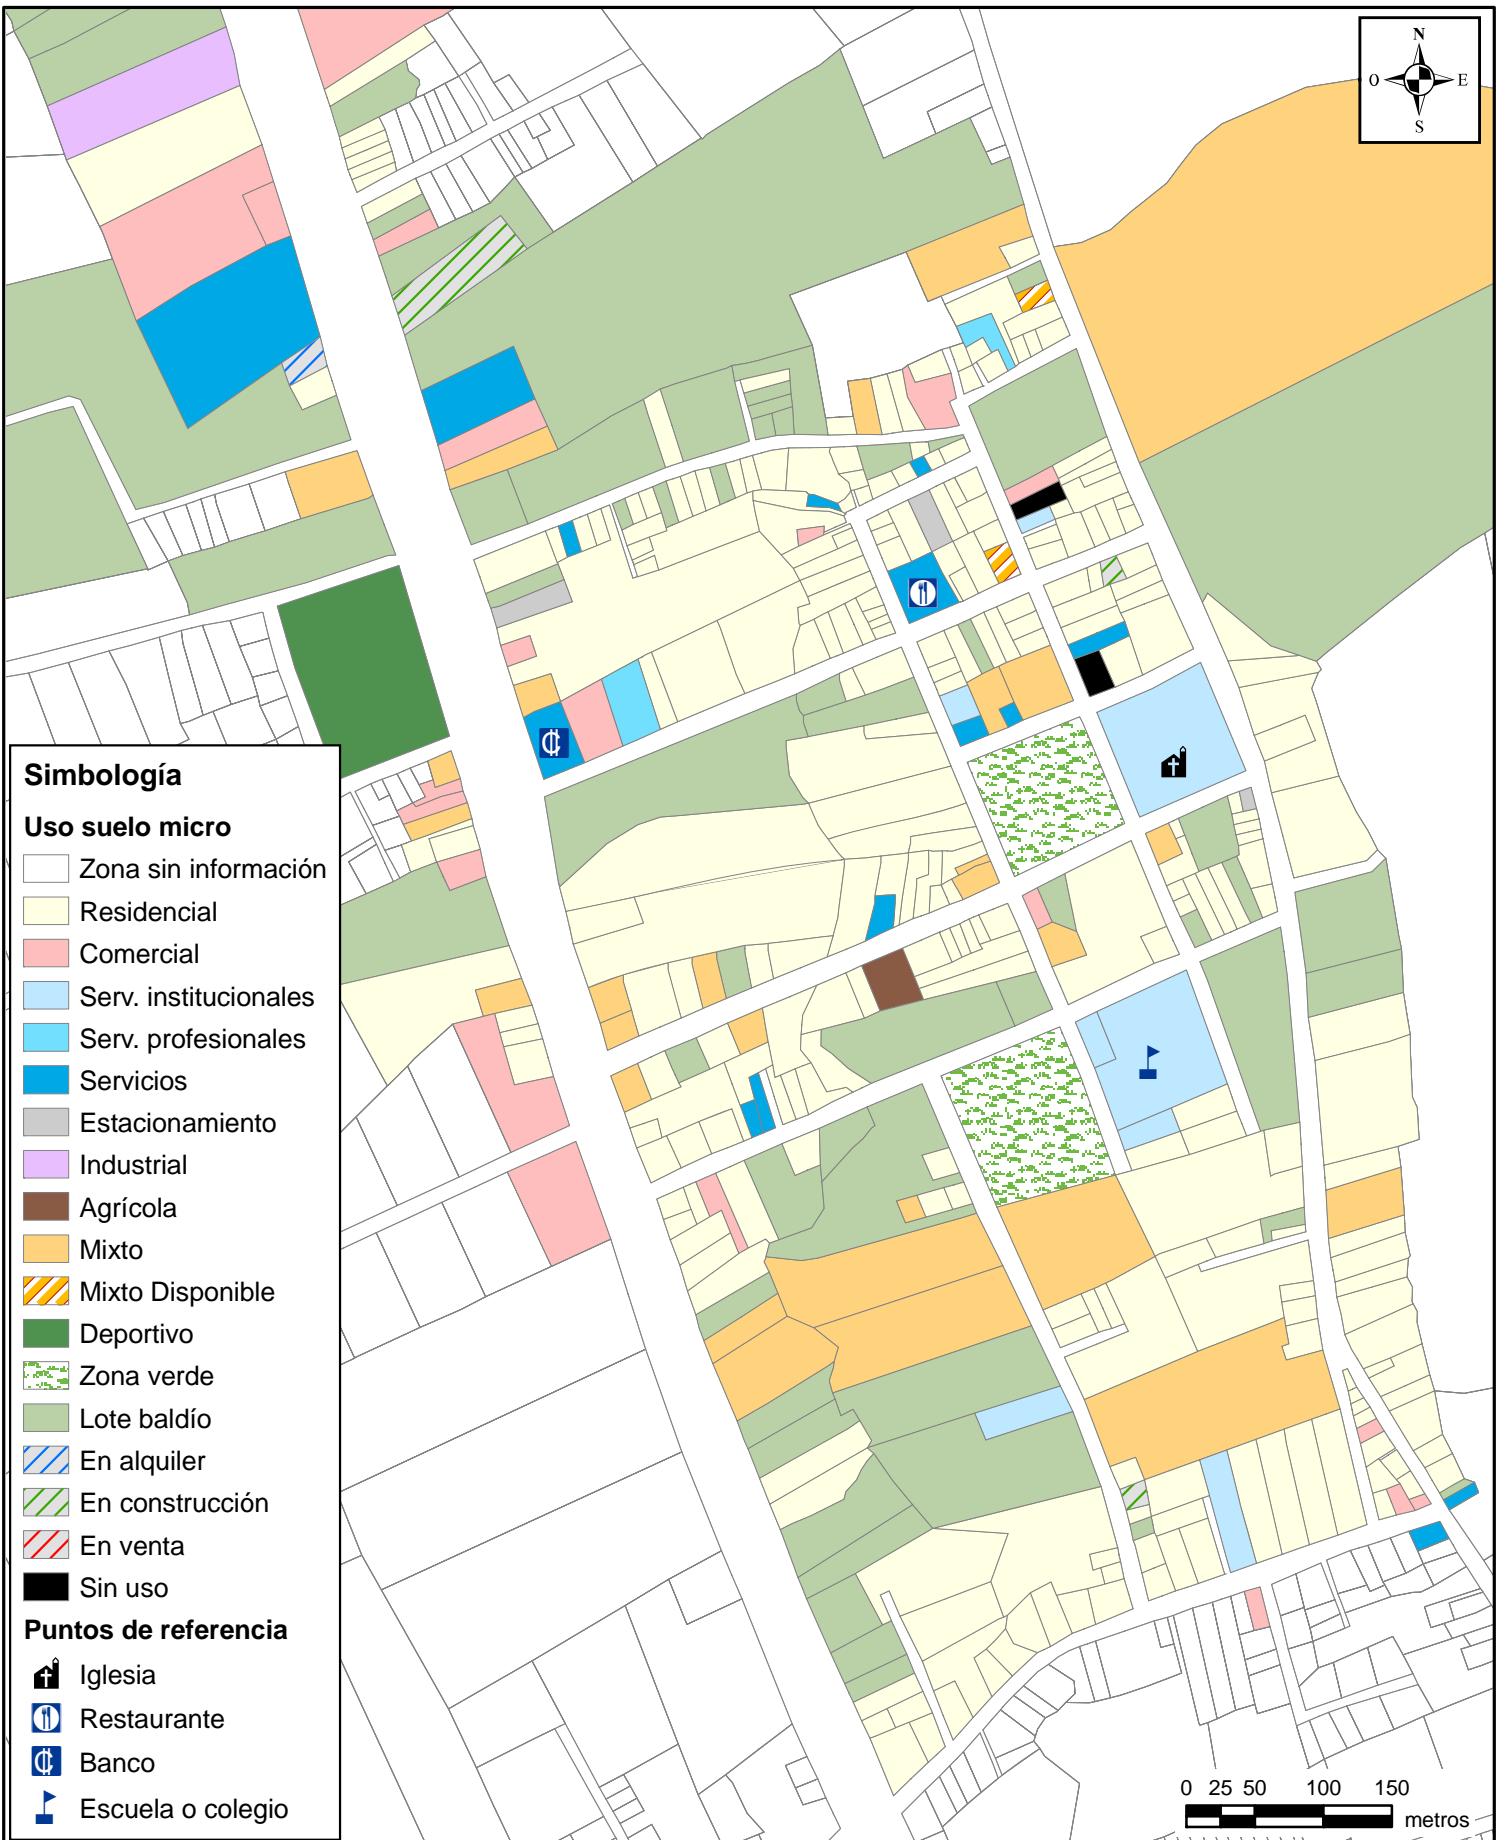 N
O E
S
Simbología
Uso suelo micro
Zona sin información
Residencial
Comercial
Serv. institucionales
Serv. profesionales
Servicios
Estacionamiento
Industrial
Agrícola
Mixto
Mixto Disponible
Deportivo
Zona verde
Lote baldío
En alquiler
En construcción
En venta
Sin uso
Puntos de referencia
Iglesia
Restaurante
Banco
Escuela o colegio
0 25 50 100 150
metros